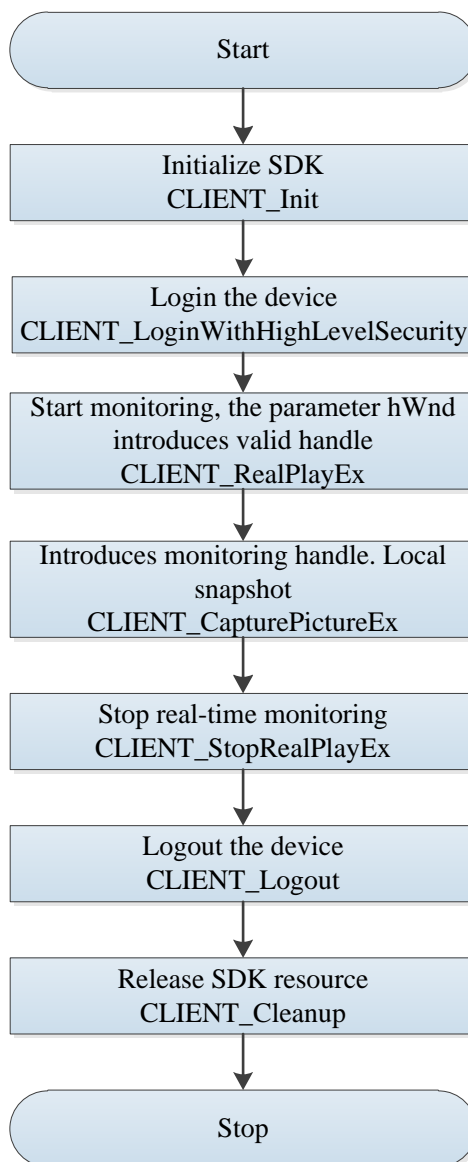 Start
Initialize SDK
CLIENT_Init
Login the device
CLIENT_LoginWithHighLevelSecurity
Start monitoring, the parameter hWnd
introduces valid handle
CLIENT_RealPlayEx
Introduces monitoring handle. Local
snapshot
CLIENT_CapturePictureEx
Stop real-time monitoring
CLIENT_StopRealPlayEx
Logout the device
CLIENT_Logout
Release SDK resource
CLIENT_Cleanup
Stop